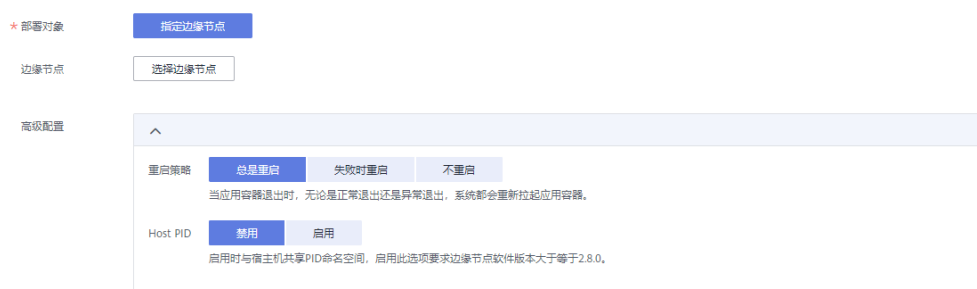 * 部署对象 指定边缘节点
边缘节点 选择边缘节点
高级配置
重启策略 总是重启 失败时重启 不重启
当应用容器退出时，无论是正常退出还是异常退出，系统都会重新拉起应用容器。
Host PID 禁用 启用
启用时与宿主机共享PID命名空间，启用此选项要求边缘节点软件版本大于等于2.8.0。